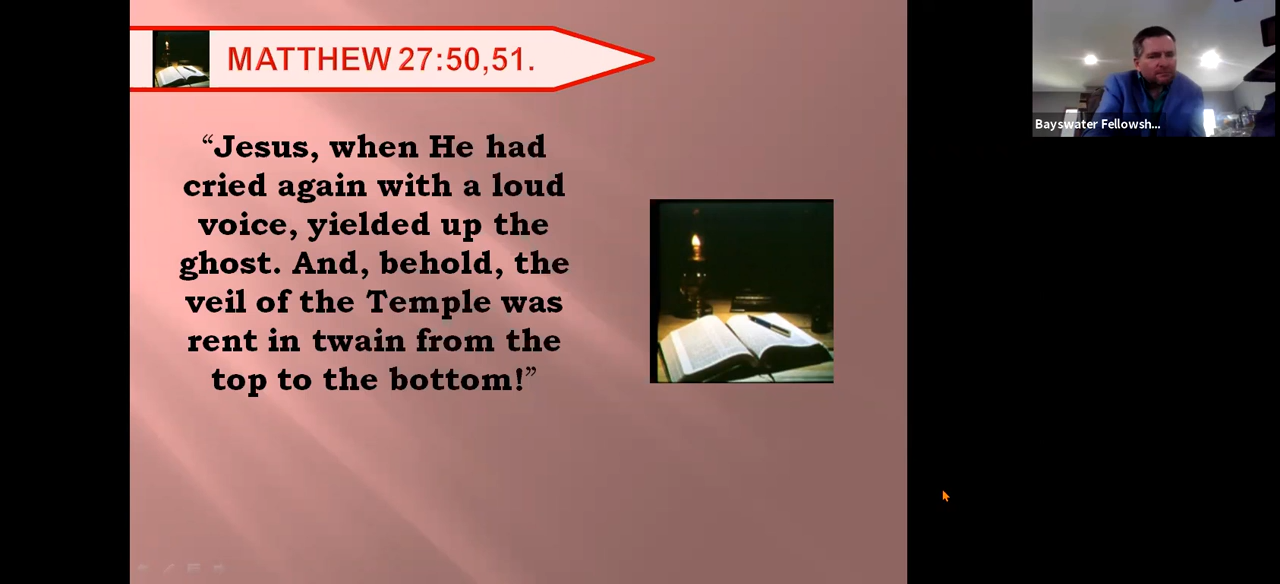 MATTHEW 27:50,51.
“Jesus, when He had
cried again with a loud
voice, yielded up the
ghost. And, behold, the
veil of the Temple was
rent in twain from the
top to the bottom!”
Bayswater Fellowsh...